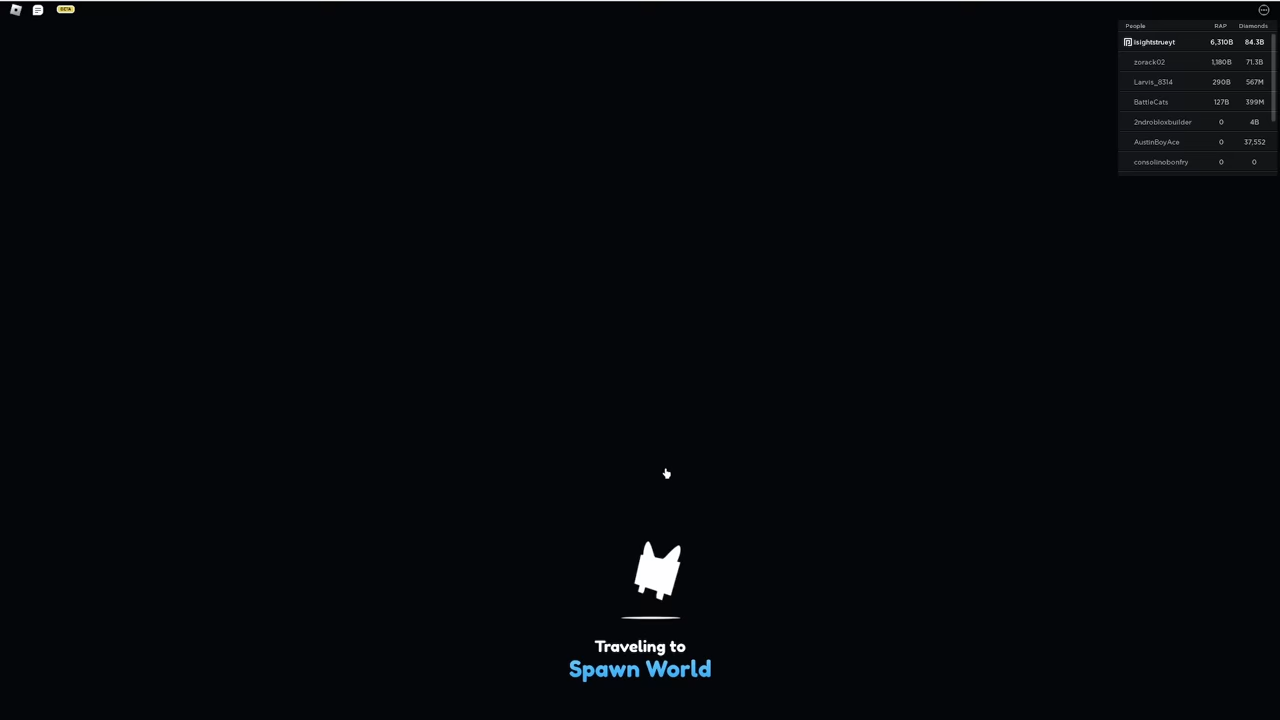 BETA
People RAP Diamonds
isightstrueyt 6,310B 84.3B
zorack02 1,180B 71.3B
Larvis_8314 290B 567M
BattleCats 127B 399M
2ndrobloxbuilder 0 4B
AustinBoyAce 0 37,552
consolinobonfry 0 0
Traveling to
Spawn World